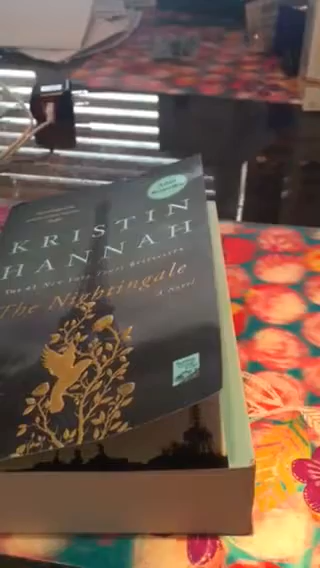 KRISTIN
HANNAH
The #1 New York Times Bestseller
The Nightingale
A Novel